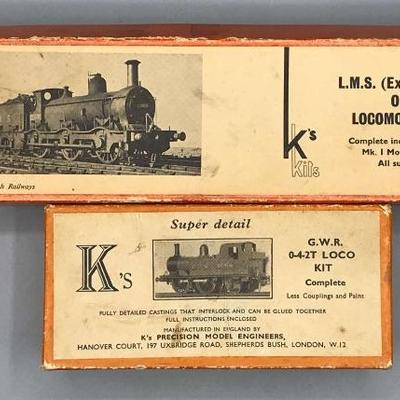 L.M.S. (Ex
O
LOCOMO
Complete in
Mk. I Mo
All su
K's
Kits
h Railways
Super detail
K's
G.W.R.
0-4-2T LOCO
KIT
Complete
Less Couplings and Paint
FULLY DETAILED CASTINGS THAT INTERLOCK AND CAN BE GLUED TOGETHER
FULL INSTRUCTIONS ENCLOSED
MANUFACTURED IN ENGLAND BY
K's PRECISION MODEL ENGINEERS,
HANOVER COURT, 197 UXBRIDGE ROAD, SHEPHERDS BUSH, LONDON, W.12